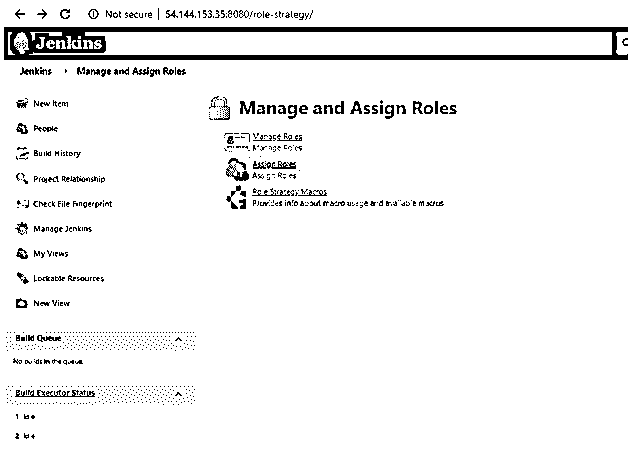 Not secure | 54.144.153.35:8080/role-strategy/
Jenkins
Jenkins › Manage and Assign Roles
New Item
People
Build History
Project Relationship
Check File Fingerprint
Manage Jenkins
My Views
Lockable Resources
New View
Build Queue
No builds in the queue.
Build Executor Status
1 Idle
2 Idle
Manage and Assign Roles
Manage Roles
Manage Roles
Assign Roles
Assign Roles
Role Strategy Macros
Provides info about macro usage and available macros